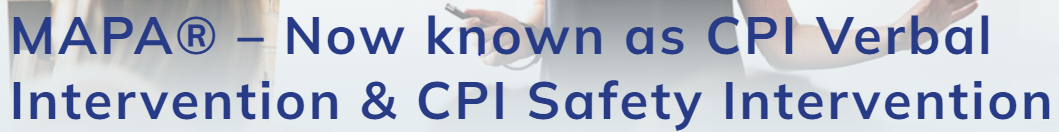 MAPA® – Now known as CPI Verbal
Intervention & CPI Safety Intervention